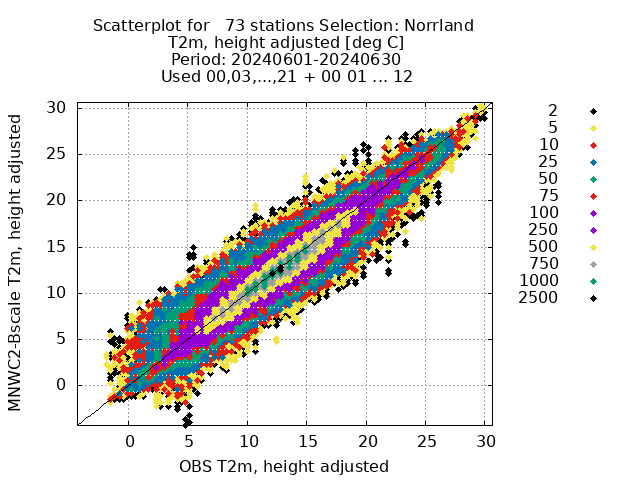 Scatterplot for   73 stations Selection: Norrland
T2m, height adjusted [deg C]
Period: 20240601-20240630
Used 00,03,...,21 + 00 01 ... 12
MNWC2-Bscale T2m, height adjusted
30
25
20
15
10
5
0
0 5 10 15 20 25 30
OBS T2m, height adjusted
2
5
10
25
50
75
100
250
500
750
1000
2500